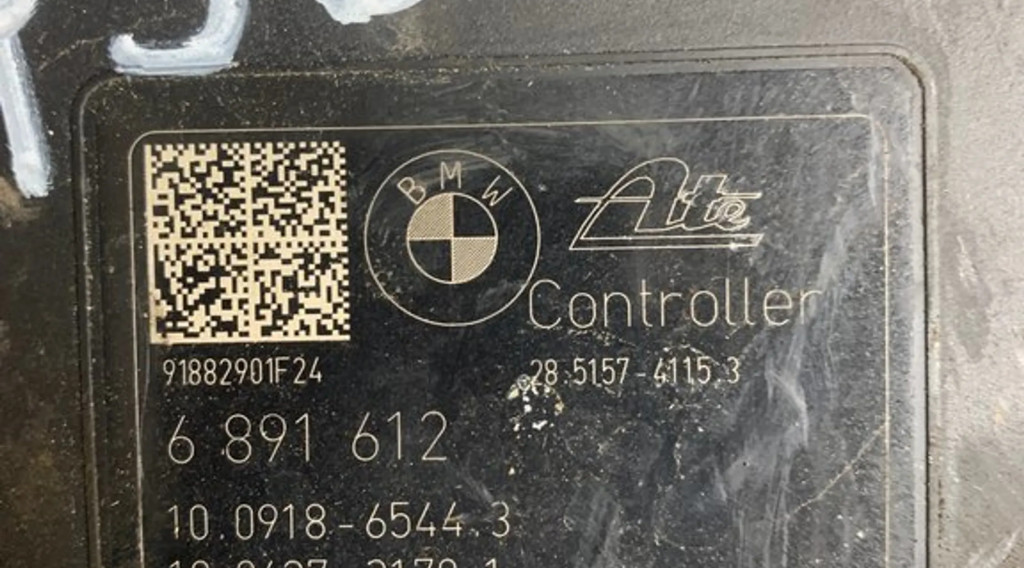 BMW
Ate
Controller
91882901F24
28.5157-4115.3
6 891 612
10.0918-6544.3